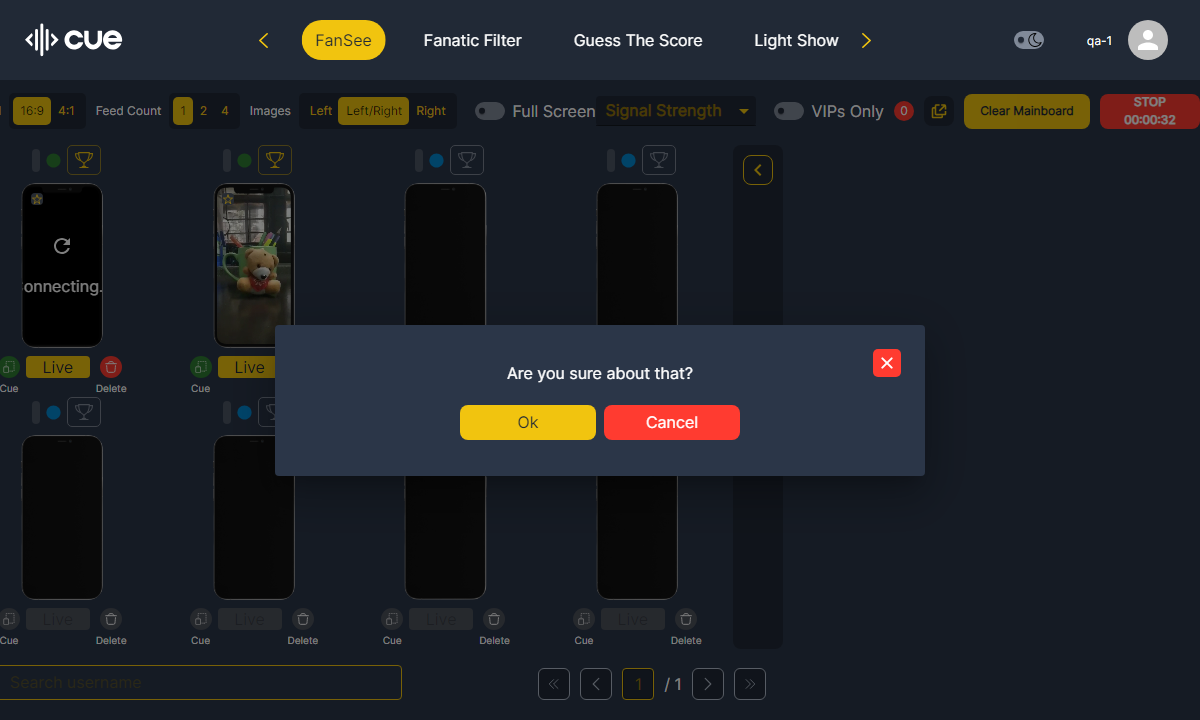 cue
FanSee
Fanatic Filter
Guess The Score
Light Show
qa-1
16:9
4:1
Feed Count
1
2
4
Images
Left
Left/Right
Right
Full Screen
Signal Strength
VIPs Only
0
Clear Mainboard
STOP
00:00:32
onnecting.
Live
Cue
Delete
Live
Cue
Are you sure about that?
Ok
Cancel
Live
Cue
Delete
Live
Cue
Delete
Live
Cue
Delete
Live
Cue
Delete
Search username
1
/ 1